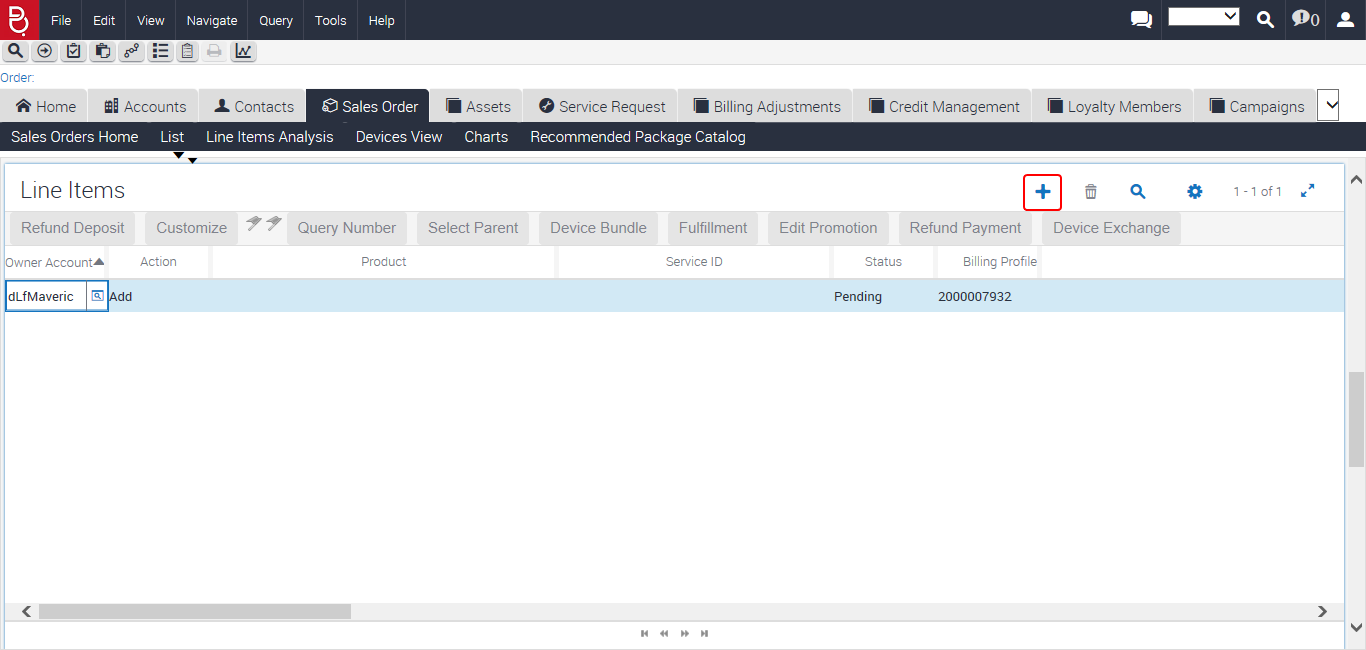 File Edit View Navigate Query Tools Help 0
Order:
Home Accounts Contacts Sales Order Assets Service Request Billing Adjustments Credit Management Loyalty Members Campaigns
Sales Orders Home List Line Items Analysis Devices View Charts Recommended Package Catalog
Line Items 1 - 1 of 1
Refund Deposit Customize Query Number Select Parent Device Bundle Fulfillment Edit Promotion Refund Payment Device Exchange
Owner Account Action Product Service ID Status Billing Profile
dLfMaveric Add Pending 2000007932